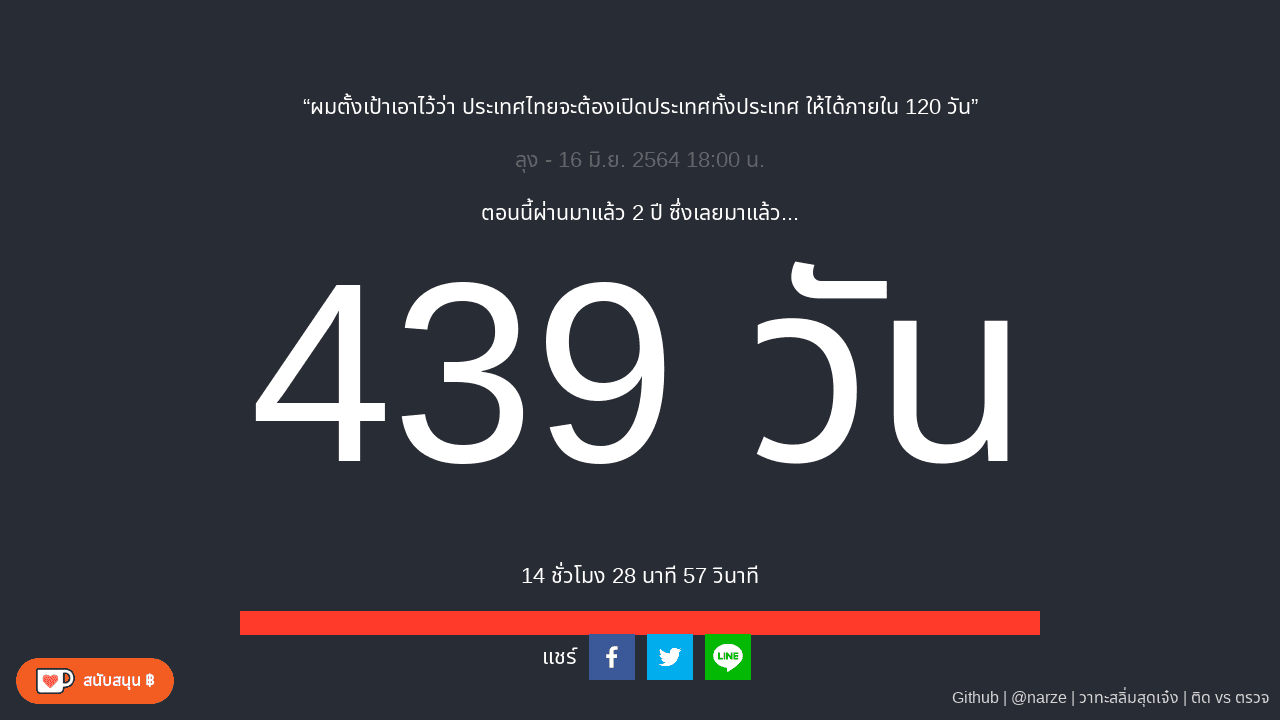 “ผมตั้งเป้าเอาไว้ว่า ประเทศไทยจะต้องเปิดประเทศทั้งประเทศ ให้ได้ภายใน 120 วัน”
ลุง - 16 มิ.ย. 2564 18:00 น.
ตอนนี้ผ่านมาแล้ว 2 ปี ซึ่งเลยมาแล้ว...
439 วัน
14 ชั่วโมง 28 นาที 57 วินาที
แชร์
LINE
สนับสนุน ฿
Github | @narze | วาทะสลิ่มสุดเจ๋ง | ติด vs ตรวจ